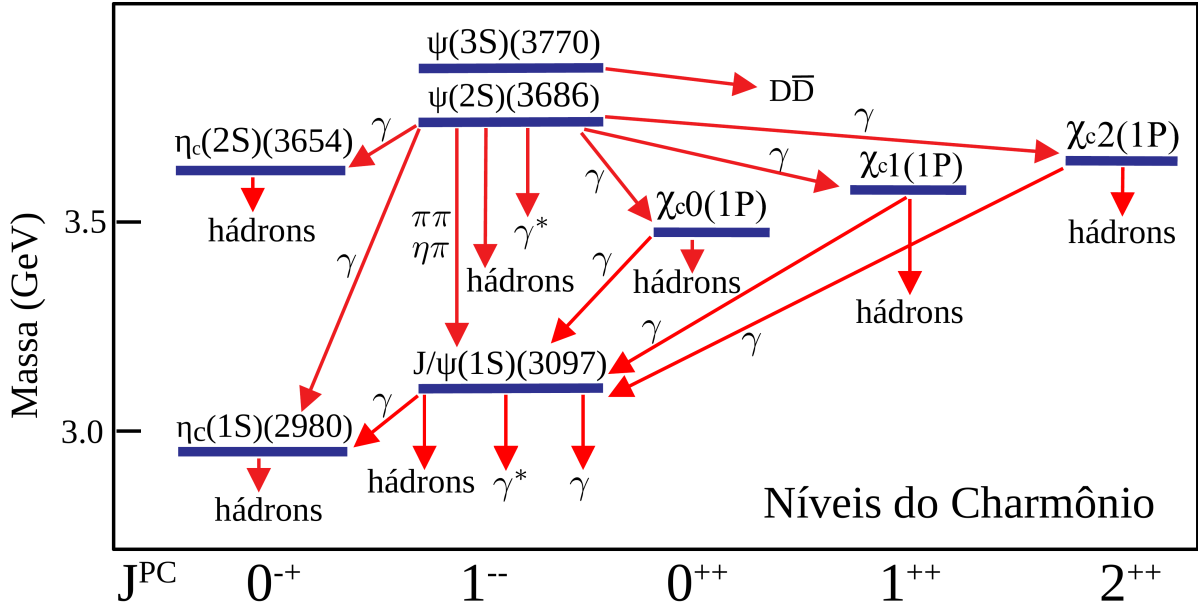 ψ(3S)(3770)
DD̅
ψ(2S)(3686)
γ
γ
χc2(1P)
ηc(2S)(3654)
γ
χc1(1P)
γ
χc0(1P)
hádrons
ππ
ηπ
γ*
hádrons
3.5
γ
γ
hádrons
hádrons
hádrons
γ
γ
J/ψ(1S)(3097)
Massa (GeV)
γ
ηc(1S)(2980)
3.0
hádrons
γ*
γ
hádrons
Níveis do Charmônio
J^PC 0^-+ 1^-- 0^++ 1^++ 2^++